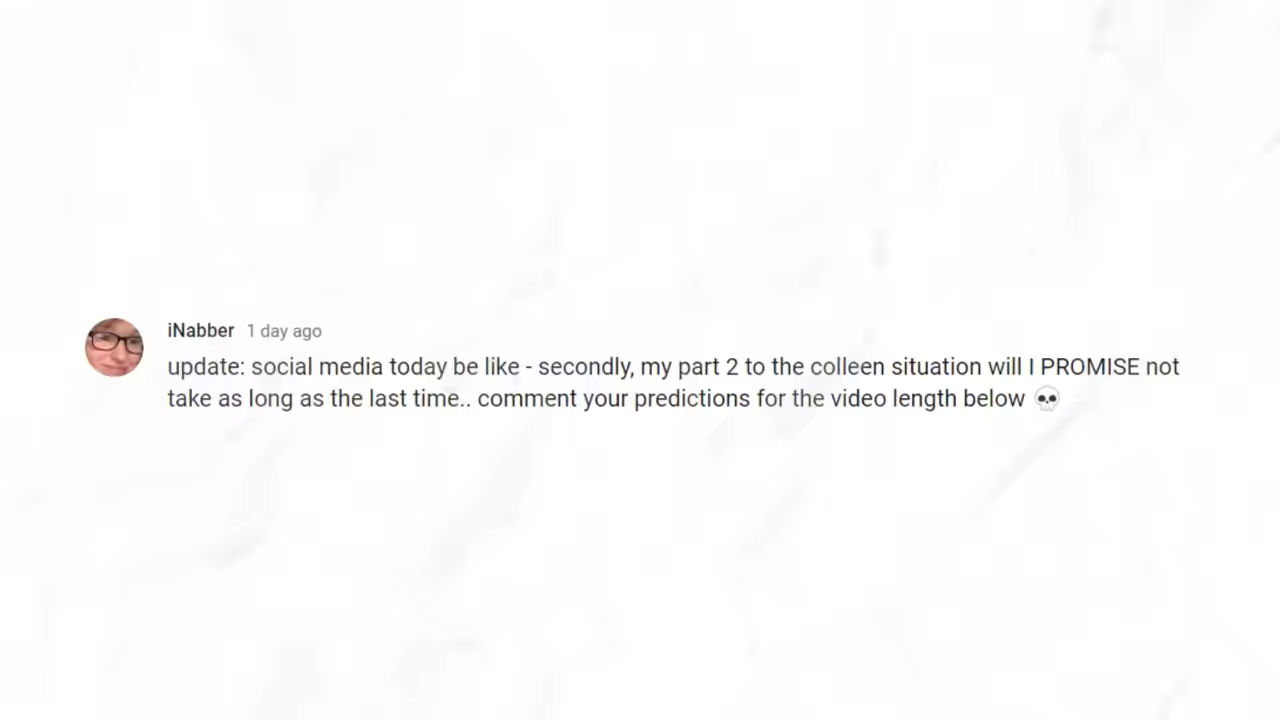 iNabber 1 day ago
update: social media today be like - secondly, my part 2 to the colleen situation will I PROMISE not
take as long as the last time.. comment your predictions for the video length below 💀